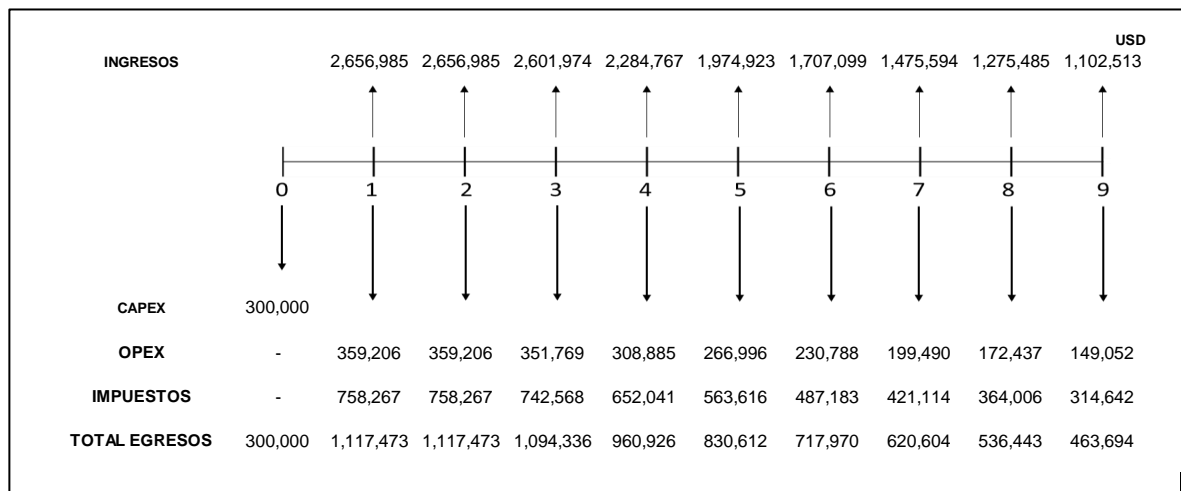 USD
INGRESOS 2,656,985 2,656,985 2,601,974 2,284,767 1,974,923 1,707,099 1,475,594 1,275,485 1,102,513
0 1 2 3 4 5 6 7 8 9
CAPEX 300,000
OPEX - 359,206 359,206 351,769 308,885 266,996 230,788 199,490 172,437 149,052
IMPUESTOS - 758,267 758,267 742,568 652,041 563,616 487,183 421,114 364,006 314,642
TOTAL EGRESOS 300,000 1,117,473 1,117,473 1,094,336 960,926 830,612 717,970 620,604 536,443 463,694